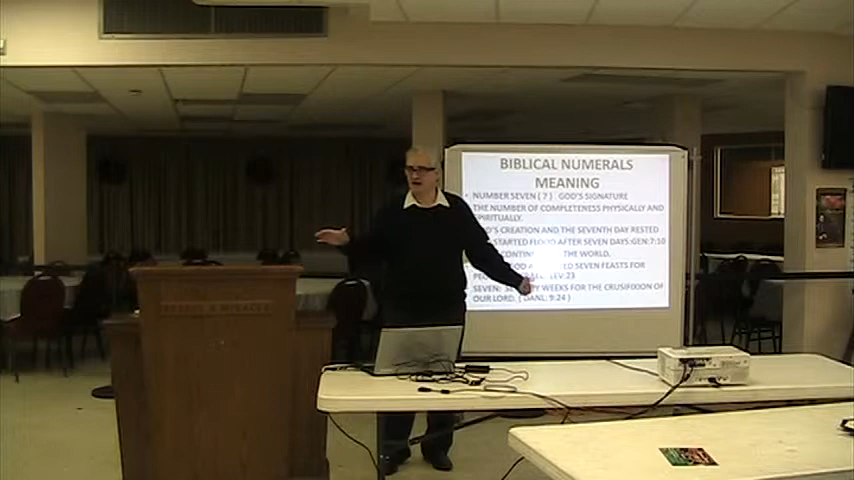 BIBLICAL NUMERALS
MEANING
• NUMBER SEVEN ( 7 ) GOD'S SIGNATURE
THE NUMBER OF COMPLETENESS PHYSICALLY AND
SPIRITUALLY.
GOD'S CREATION AND THE SEVENTH DAY RESTED
STARTED FLOOD AFTER SEVEN DAYS:GEN:7:10
THE WORLD.
SEVEN FEASTS FOR
LEV:23
WEEKS FOR THE CRUSIFIXION OF
OUR LORD. ( DANL: 9:24 )